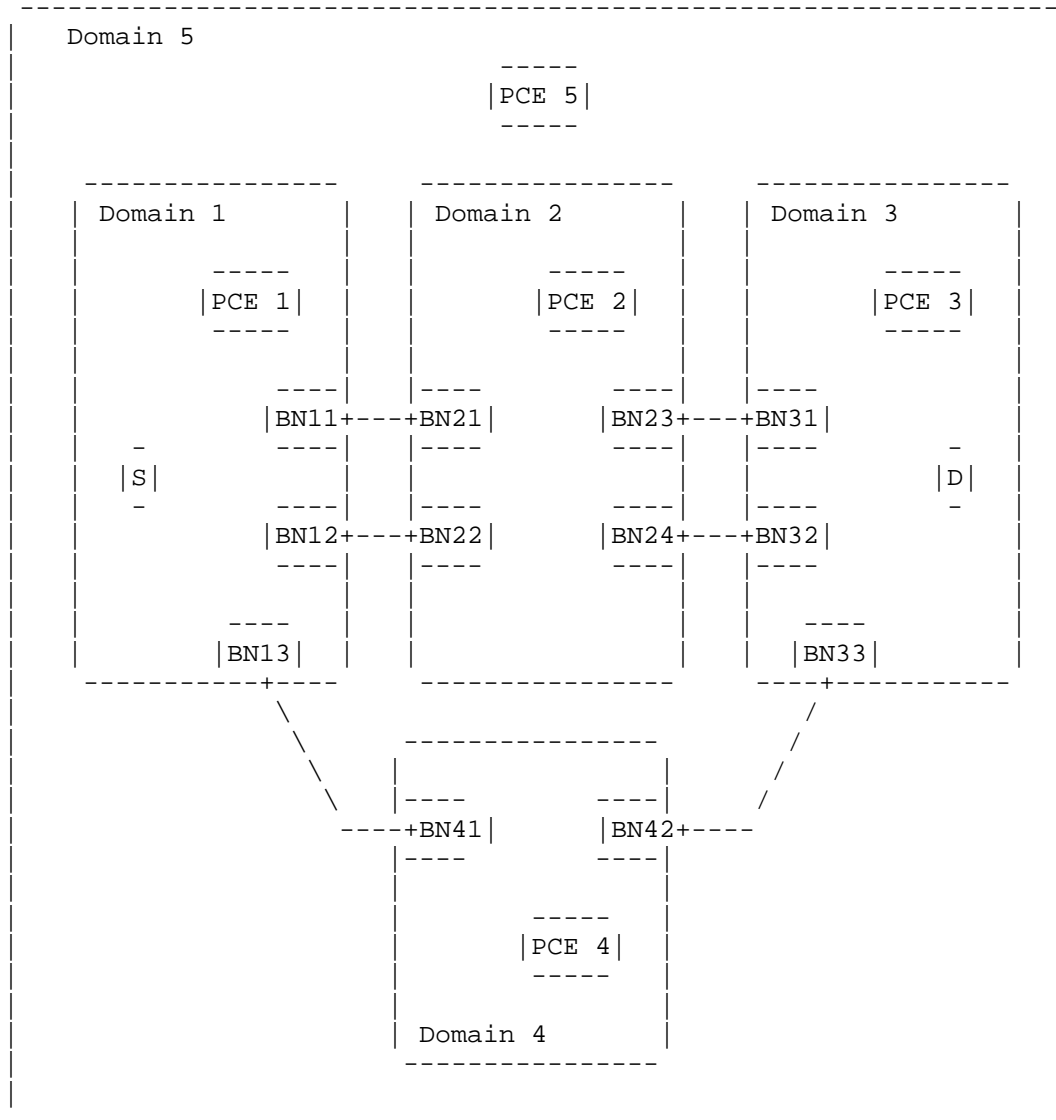 Domain 5
PCE 5
Domain 1 Domain 2 Domain 3
PCE 1 PCE 2 PCE 3
BN11 BN21 BN23 BN31
S D
BN12 BN22 BN24 BN32
BN13 BN33
BN41 BN42
PCE 4
Domain 4